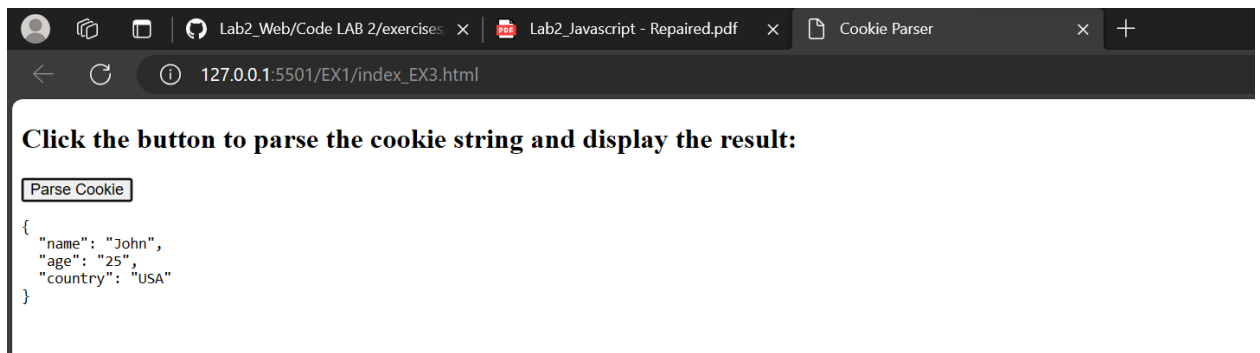 Lab2_Web/Code LAB 2/exercises
Lab2_Javascript - Repaired.pdf
Cookie Parser
127.0.0.1:5501/EX1/index_EX3.html
Click the button to parse the cookie string and display the result:
Parse Cookie
{
"name": "John",
"age": "25",
"country": "USA"
}